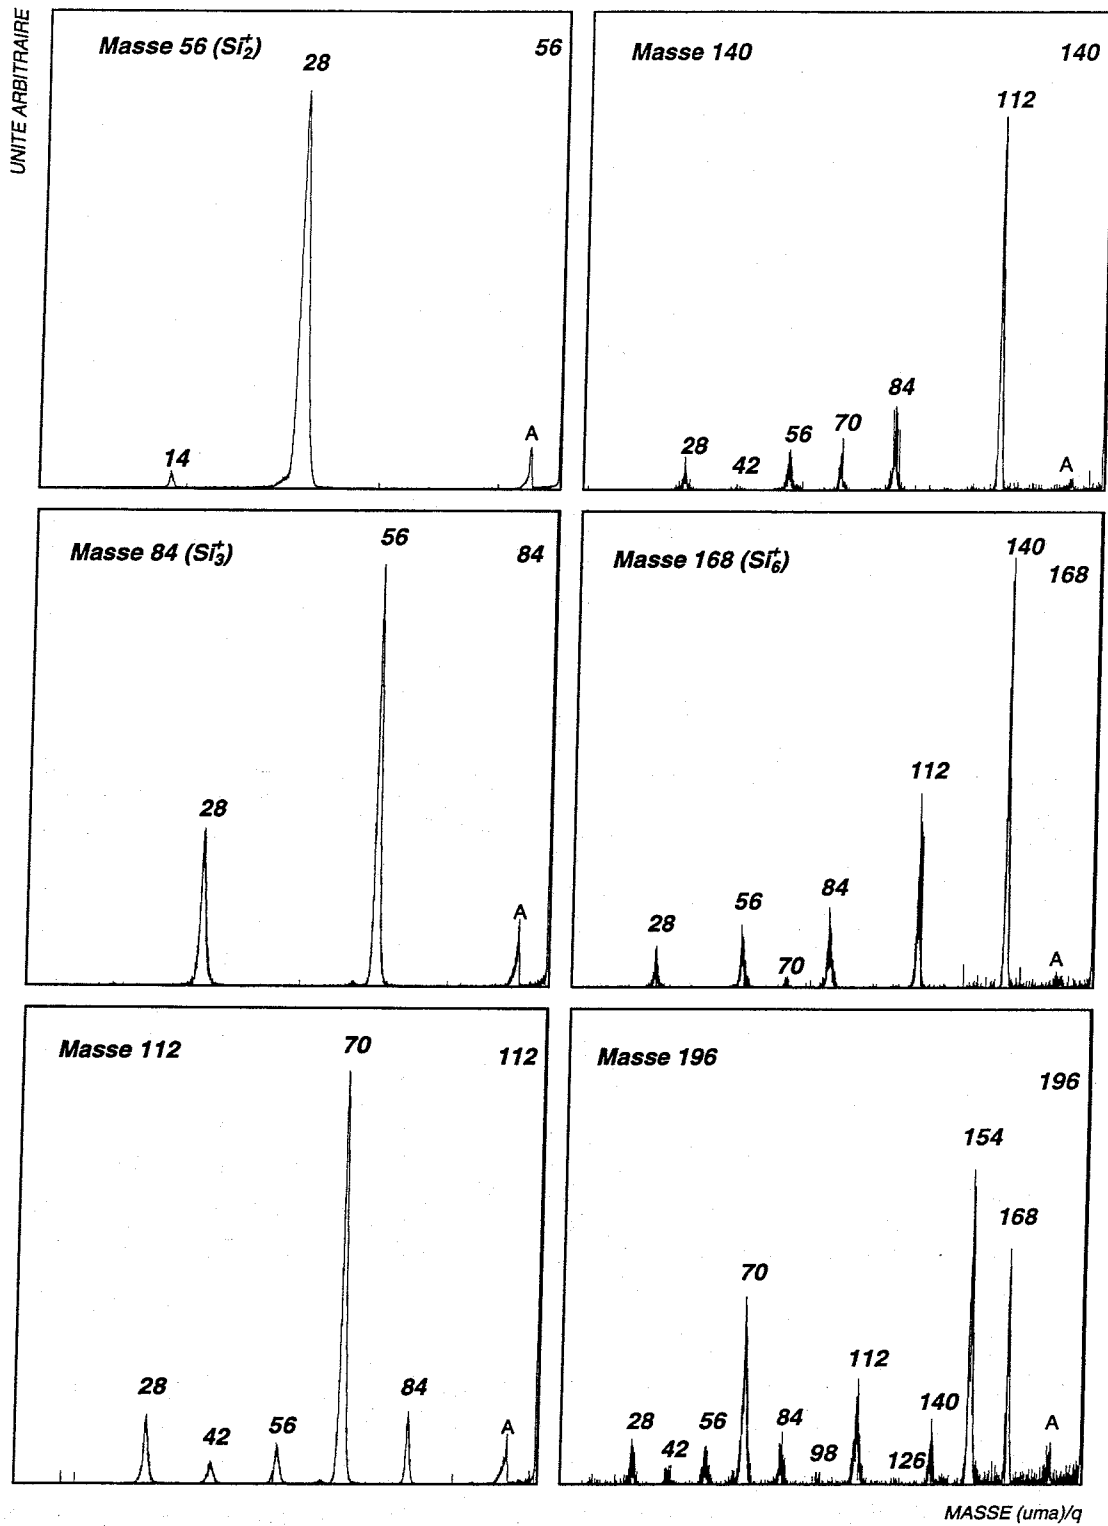 UNITE ARBITRAIRE
Masse 56 (Si₂⁺)
56
28
14
A
Masse 140
140
112
84
70
56
28
42
A
Masse 84 (Si₃⁺)
56
84
28
A
Masse 168 (Si₆⁺)
140
168
112
84
56
28
70
A
Masse 112
70
112
28
42
56
84
A
Masse 196
196
154
168
70
112
28
42
56
84
98
126
140
A
MASSE (uma)/q